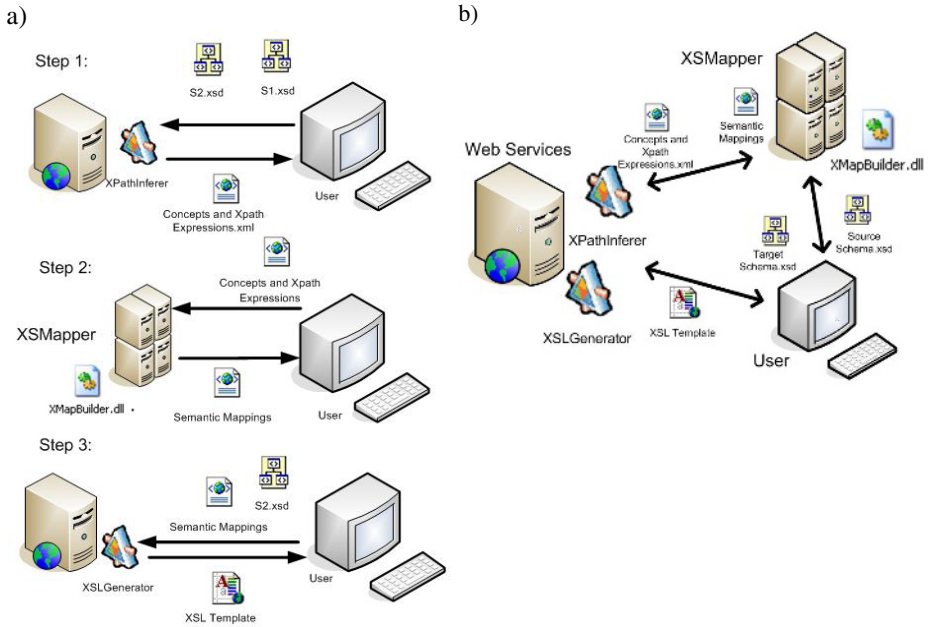 a)
Step 1:
S2.xsd
S1.xsd
XPathInferer
User
Concepts and Xpath
Expressions.xml
Step 2:
Concepts and Xpath
Expressions
XSMapper
XMapBuilder.dll
User
Semantic Mappings
Step 3:
S2.xsd
Semantic Mappings
XSLGenerator
User
XSL Template
b)
XSMapper
Concepts and
Xpath
Expressions.xml
Semantic
Mappings
XMapBuilder.dll
Web Services
XPathInferer
Target
Schema.xsd
Source
Schema.xsd
XSLGenerator
XSL Template
User